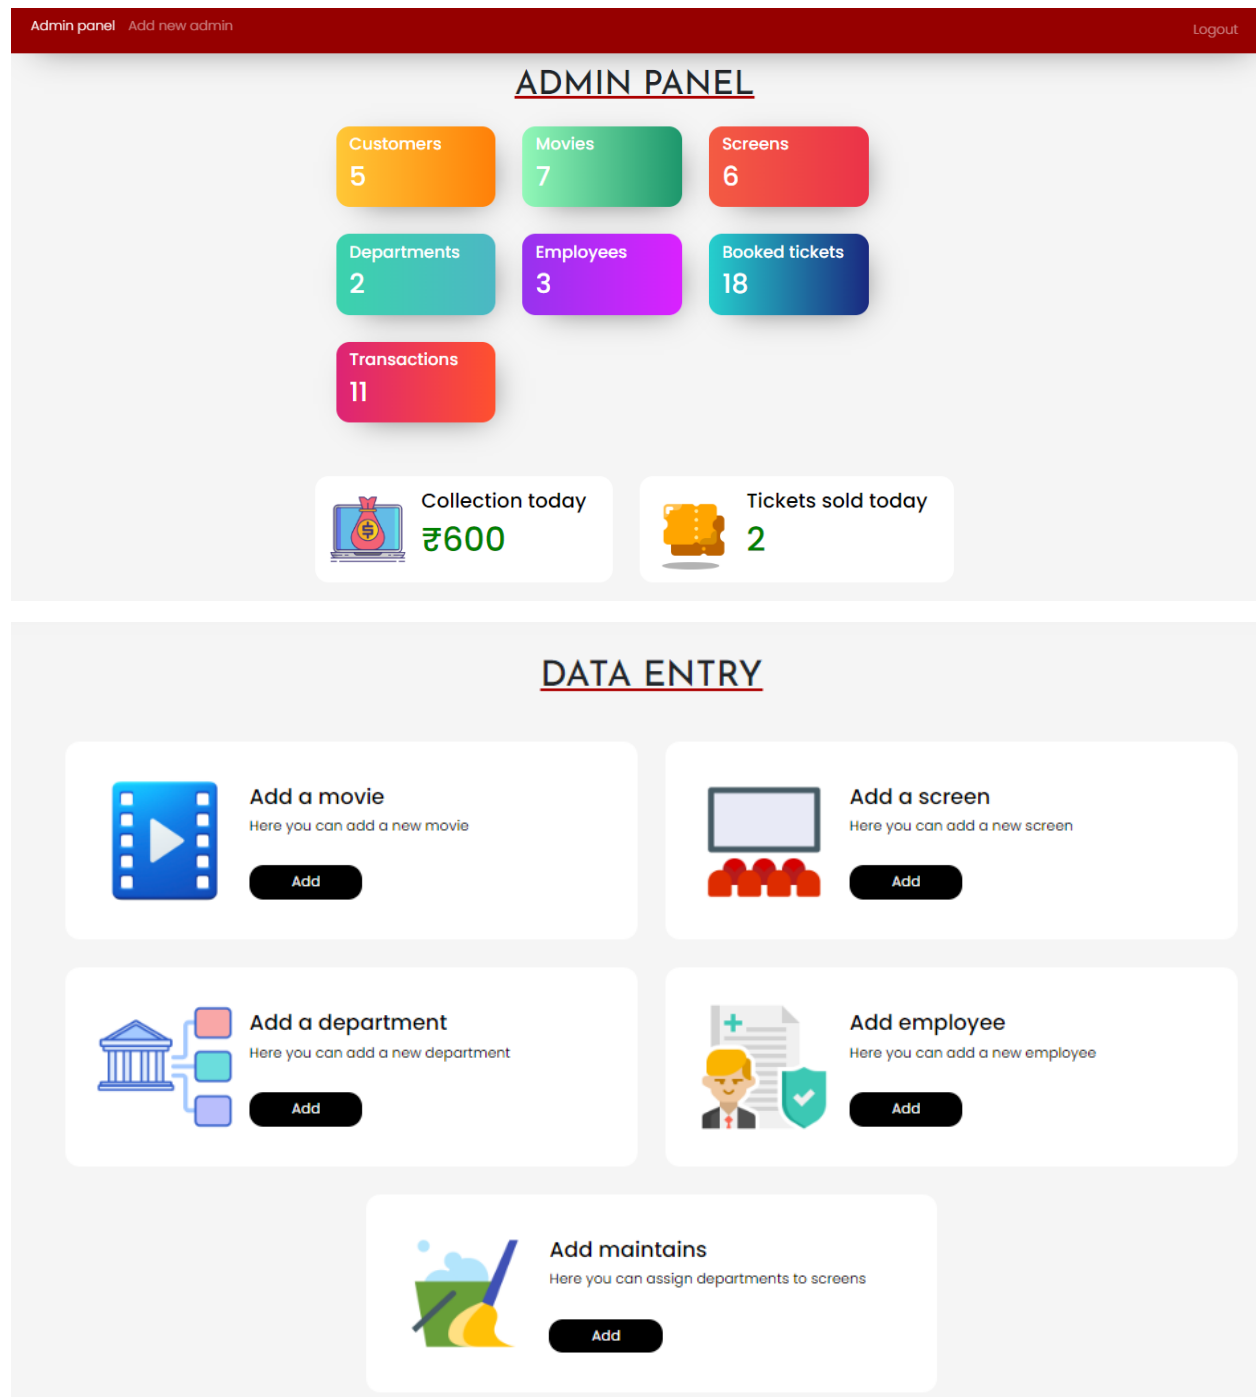 Admin panel Add new admin Logout
ADMIN PANEL
Customers
5
Movies
7
Screens
6
Departments
2
Employees
3
Booked tickets
18
Transactions
11
Collection today
₹600
Tickets sold today
2
DATA ENTRY
Add a movie
Here you can add a new movie
Add
Add a screen
Here you can add a new screen
Add
Add a department
Here you can add a new department
Add
Add employee
Here you can add a new employee
Add
Add maintains
Here you can assign departments to screens
Add